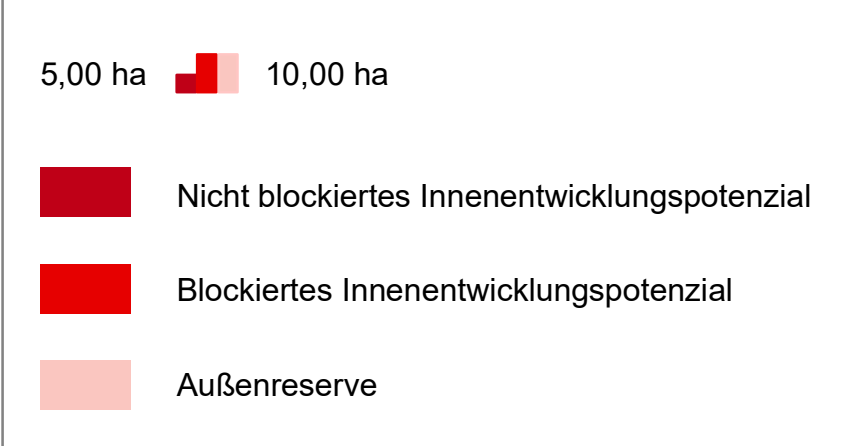 5,00 ha 10,00 ha
Nicht blockiertes Innenentwicklungspotenzial
Blockiertes Innenentwicklungspotenzial
Außenreserve